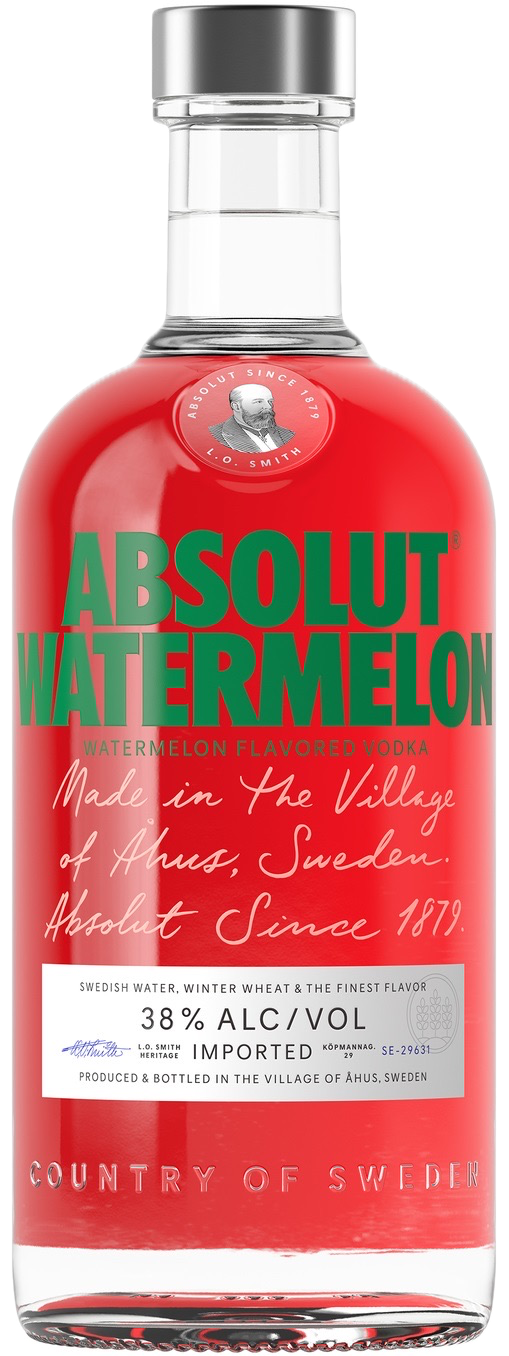 ABSOLUT SINCE 1879
L.O. SMITH
ABSOLUT®
WATERMELON
WATERMELON FLAVORED VODKA
Made in the Village
of Åhus, Sweden.
Absolut Since 1879.
SWEDISH WATER, WINTER WHEAT & THE FINEST FLAVOR
38% ALC/VOL
L.O. SMITH HERITAGE IMPORTED KÖPMANNAG. 29 SE-29631
PRODUCED & BOTTLED IN THE VILLAGE OF ÅHUS, SWEDEN
COUNTRY OF SWEDEN